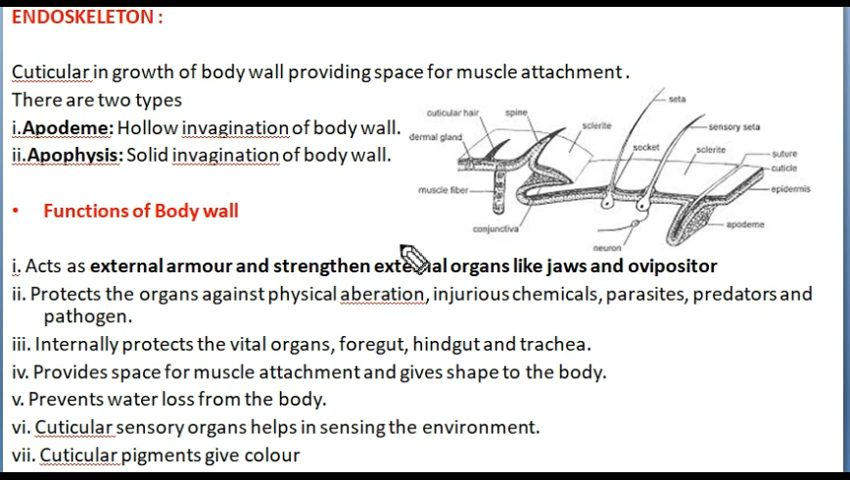 ENDOSKELETON :
Cuticular in growth of body wall providing space for muscle attachment .
There are two types
i.Apodeme: Hollow invagination of body wall.
ii.Apophysis: Solid invagination of body wall.
seta
cuticular hair
spine
sclerite
sensory seta
dermal gland
socket
sclerite
suture
cuticle
muscle fiber
epidermis
conjunctiva
apodeme
neuron
• Functions of Body wall
i. Acts as external armour and strengthen external organs like jaws and ovipositor
ii. Protects the organs against physical aberation, injurious chemicals, parasites, predators and
pathogen.
iii. Internally protects the vital organs, foregut, hindgut and trachea.
iv. Provides space for muscle attachment and gives shape to the body.
v. Prevents water loss from the body.
vi. Cuticular sensory organs helps in sensing the environment.
vii. Cuticular pigments give colour